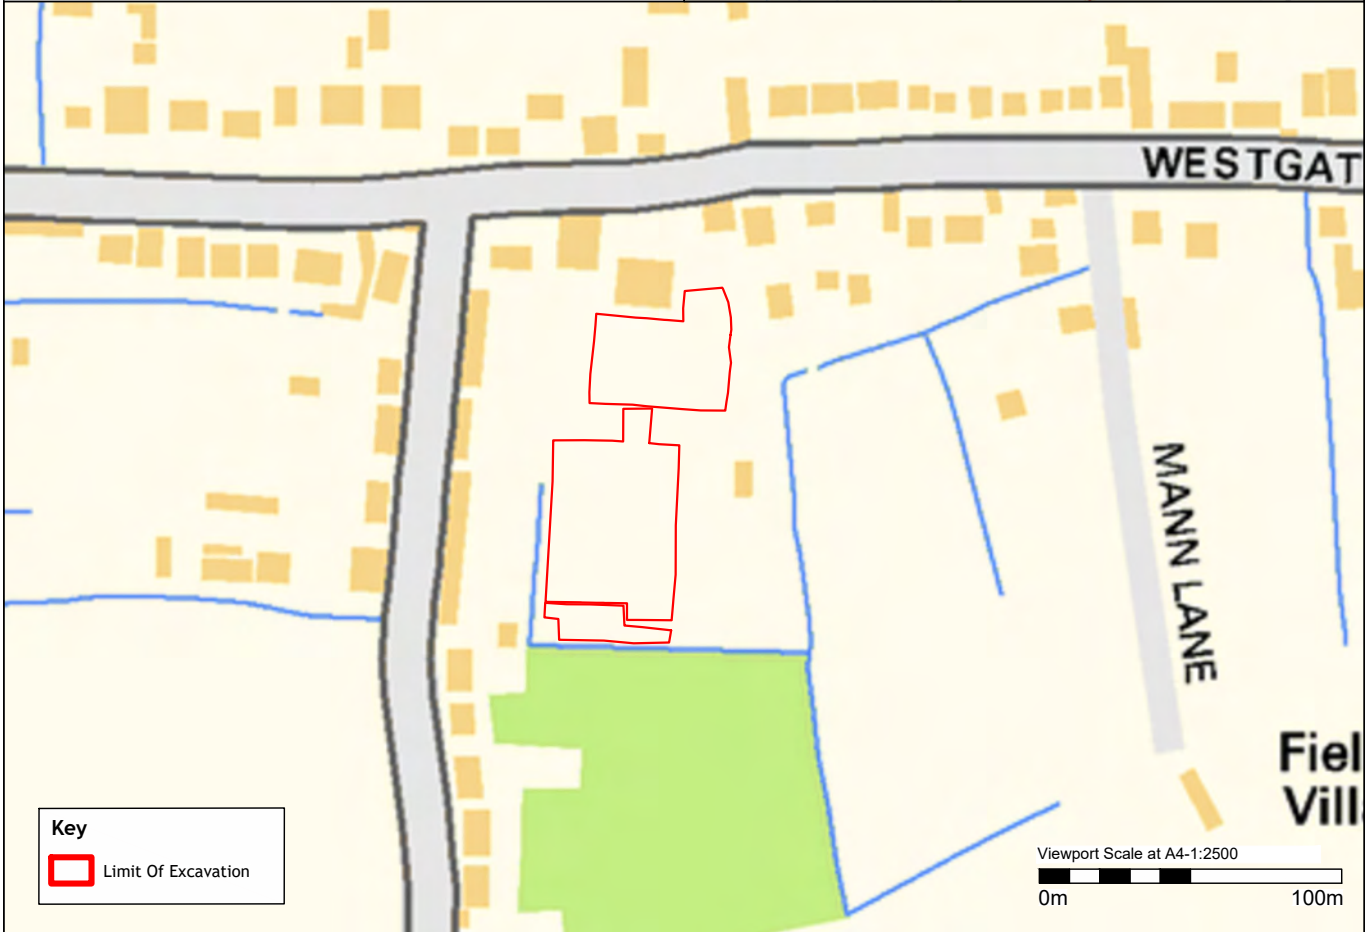 WESTGAT
MANN LANE
Fiel
Vill
Key
Limit Of Excavation
Viewport Scale at A4-1:2500
0m 100m